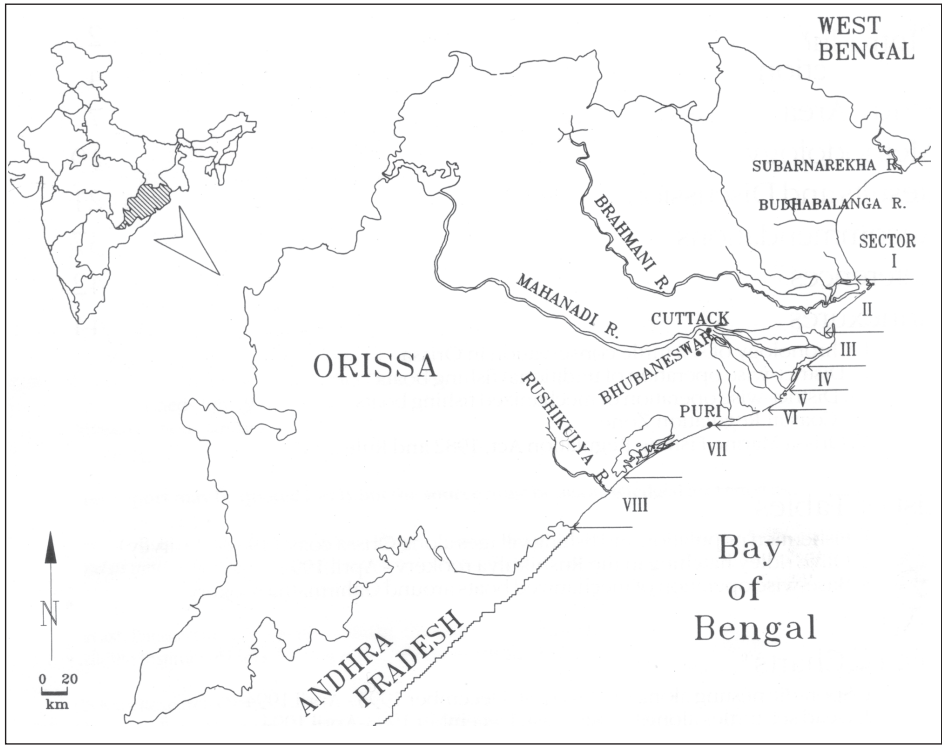 WEST
BENGAL
SUBARNAREKHA R.
BUDHABALANGA R.
SECTOR
I
BRAHMANI R.
MAHANADI R.
II
CUTTACK
III
BHUBANESWAR
ORISSA
IV
V
RUSHIKULYA R.
PURI
VI
VII
VIII
Bay
of
Bengal
N
ANDHRA
PRADESH
0 20
km